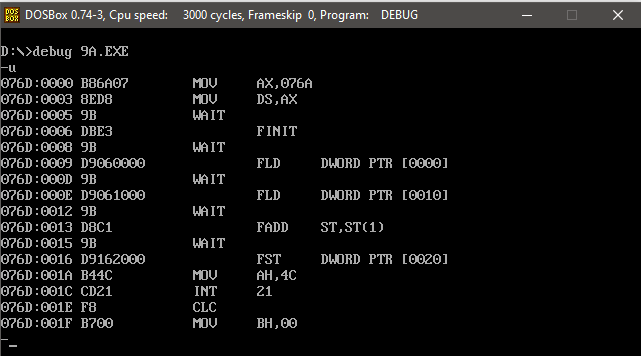 DOSBox 0.74-3, Cpu speed: 3000 cycles, Frameskip 0, Program: DEBUG
D:\>debug 9A.EXE
-u
076D:0000 B86A07 MOV AX,076A
076D:0003 8ED8 MOV DS,AX
076D:0005 9B WAIT
076D:0006 DBE3 FINIT
076D:0008 9B WAIT
076D:0009 D9060000 FLD DWORD PTR [0000]
076D:000D 9B WAIT
076D:000E D9061000 FLD DWORD PTR [0010]
076D:0012 9B WAIT
076D:0013 D8C1 FADD ST,ST(1)
076D:0015 9B WAIT
076D:0016 D9162000 FST DWORD PTR [0020]
076D:001A B44C MOV AH,4C
076D:001C CD21 INT 21
076D:001E F8 CLC
076D:001F B700 MOV BH,00
-_